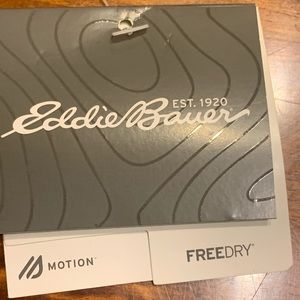 EST. 1920
Eddie Bauer
MOTION
FREEDRY